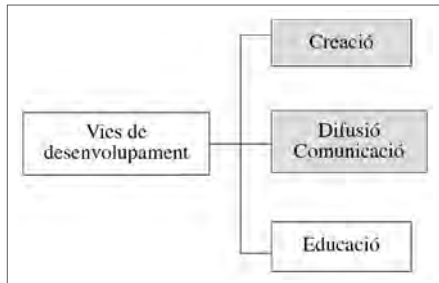 Creació
Vies de
desenvolupament
Difusió
Comunicació
Educació